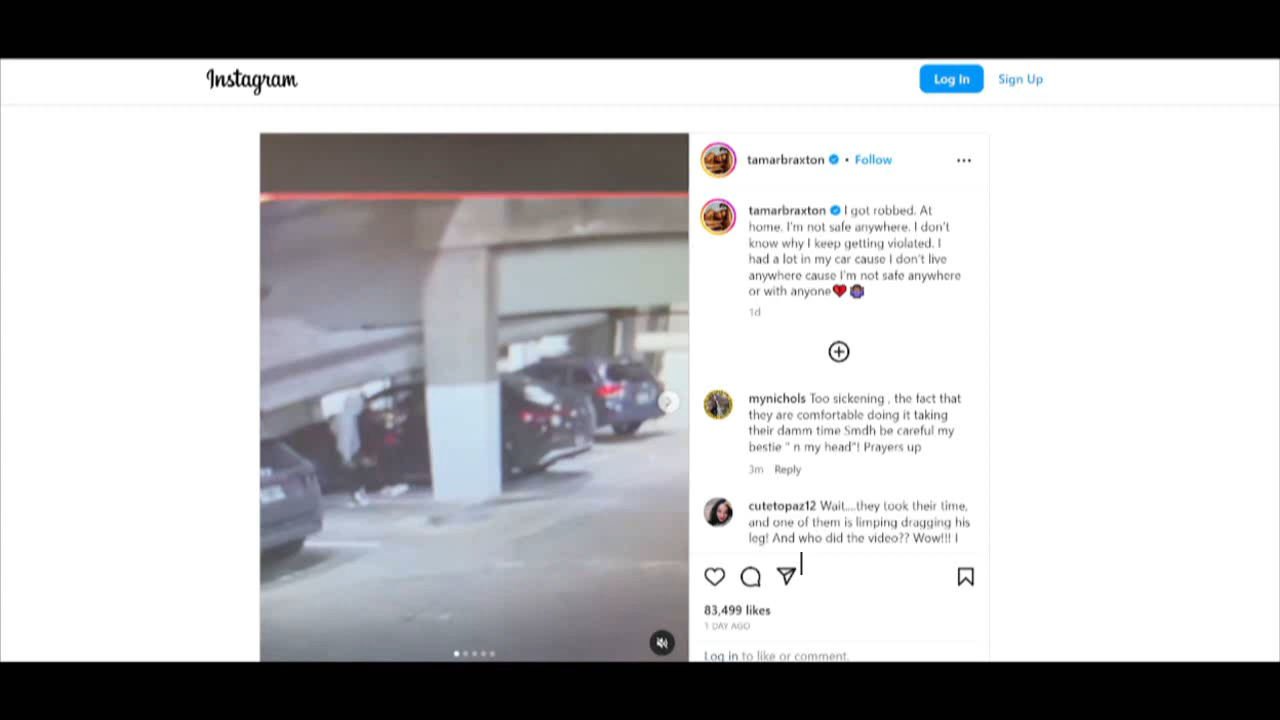 Instagram
Log In
Sign Up
tamarbraxton • Follow
tamarbraxton I got robbed. At
home. I'm not safe anywhere. I don't
know why I keep getting violated. I
had a lot in my car cause I don't live
anywhere cause I'm not safe anywhere
or with anyone
1d
mynichols Too sickening , the fact that
they are comfortable doing it taking
their damm time Smdh be careful my
bestie " n my head"! Prayers up
3m Reply
cutetopaz12 Wait....they took their time,
and one of them is limping dragging his
leg! And who did the video?? Wow!!! I
83,499 likes
1 DAY AGO
Log in to like or comment.